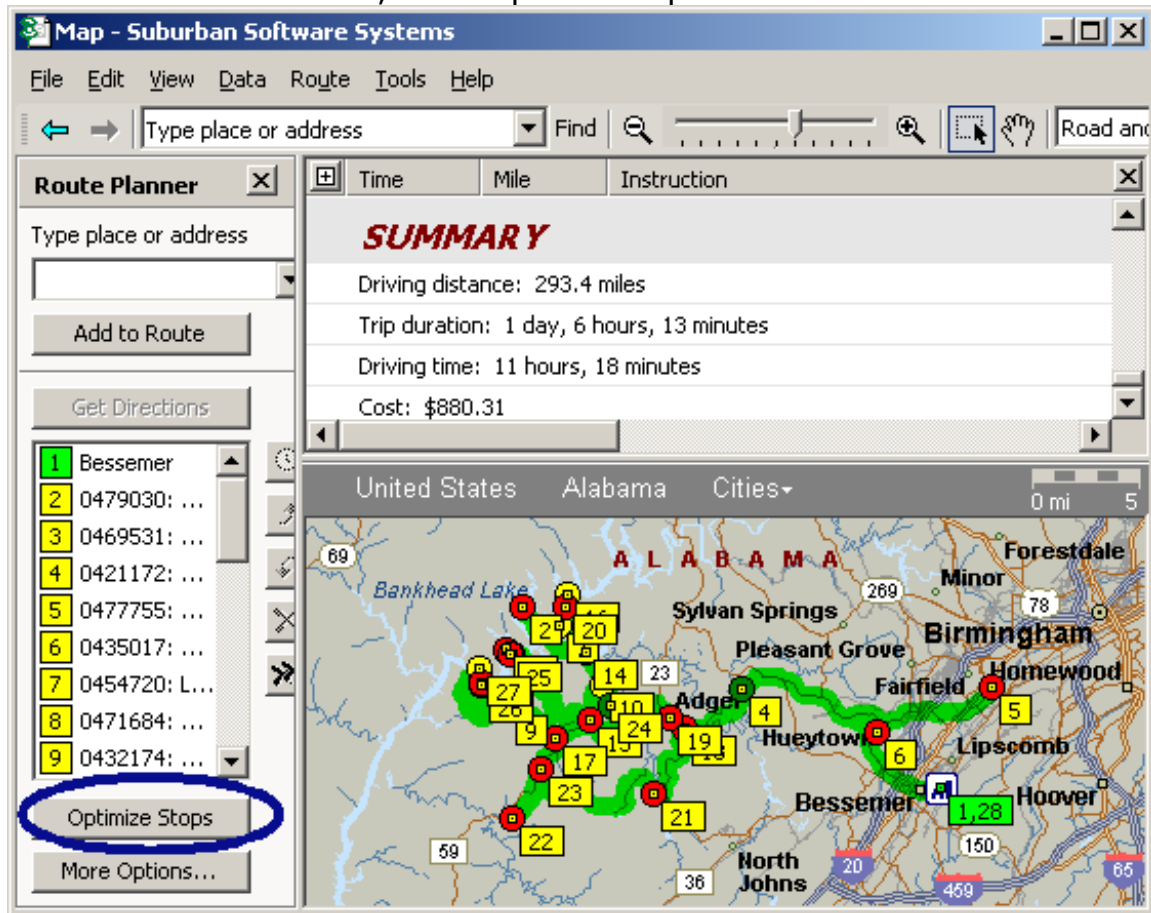 Map - Suburban Software Systems
File Edit View Data Route Tools Help
Type place or address Find Road and
Route Planner
Type place or address
Add to Route
Get Directions
1 Bessemer
2 0479030: ...
3 0469531: ...
4 0421172: ...
5 0477755: ...
6 0435017: ...
7 0454720: L...
8 0471684: ...
9 0432174: ...
Optimize Stops
More Options...
Time Mile Instruction
SUMMARY
Driving distance: 293.4 miles
Trip duration: 1 day, 6 hours, 13 minutes
Driving time: 11 hours, 18 minutes
Cost: $880.31
United States Alabama Cities
0 mi 5
69
ALABAMA
Forestdale
Bankhead Lake
269
Minor
78
Sylvan Springs
20
Birmingham
Pleasant Grove
25
14
23
Homewood
Fairfield
27
Adger
10
4
5
9
24
19
Hueytown
6
Lipscomb
17
23
Bessemer
1,28
Hoover
21
22
150
59
North
Johns
20
65
36
459